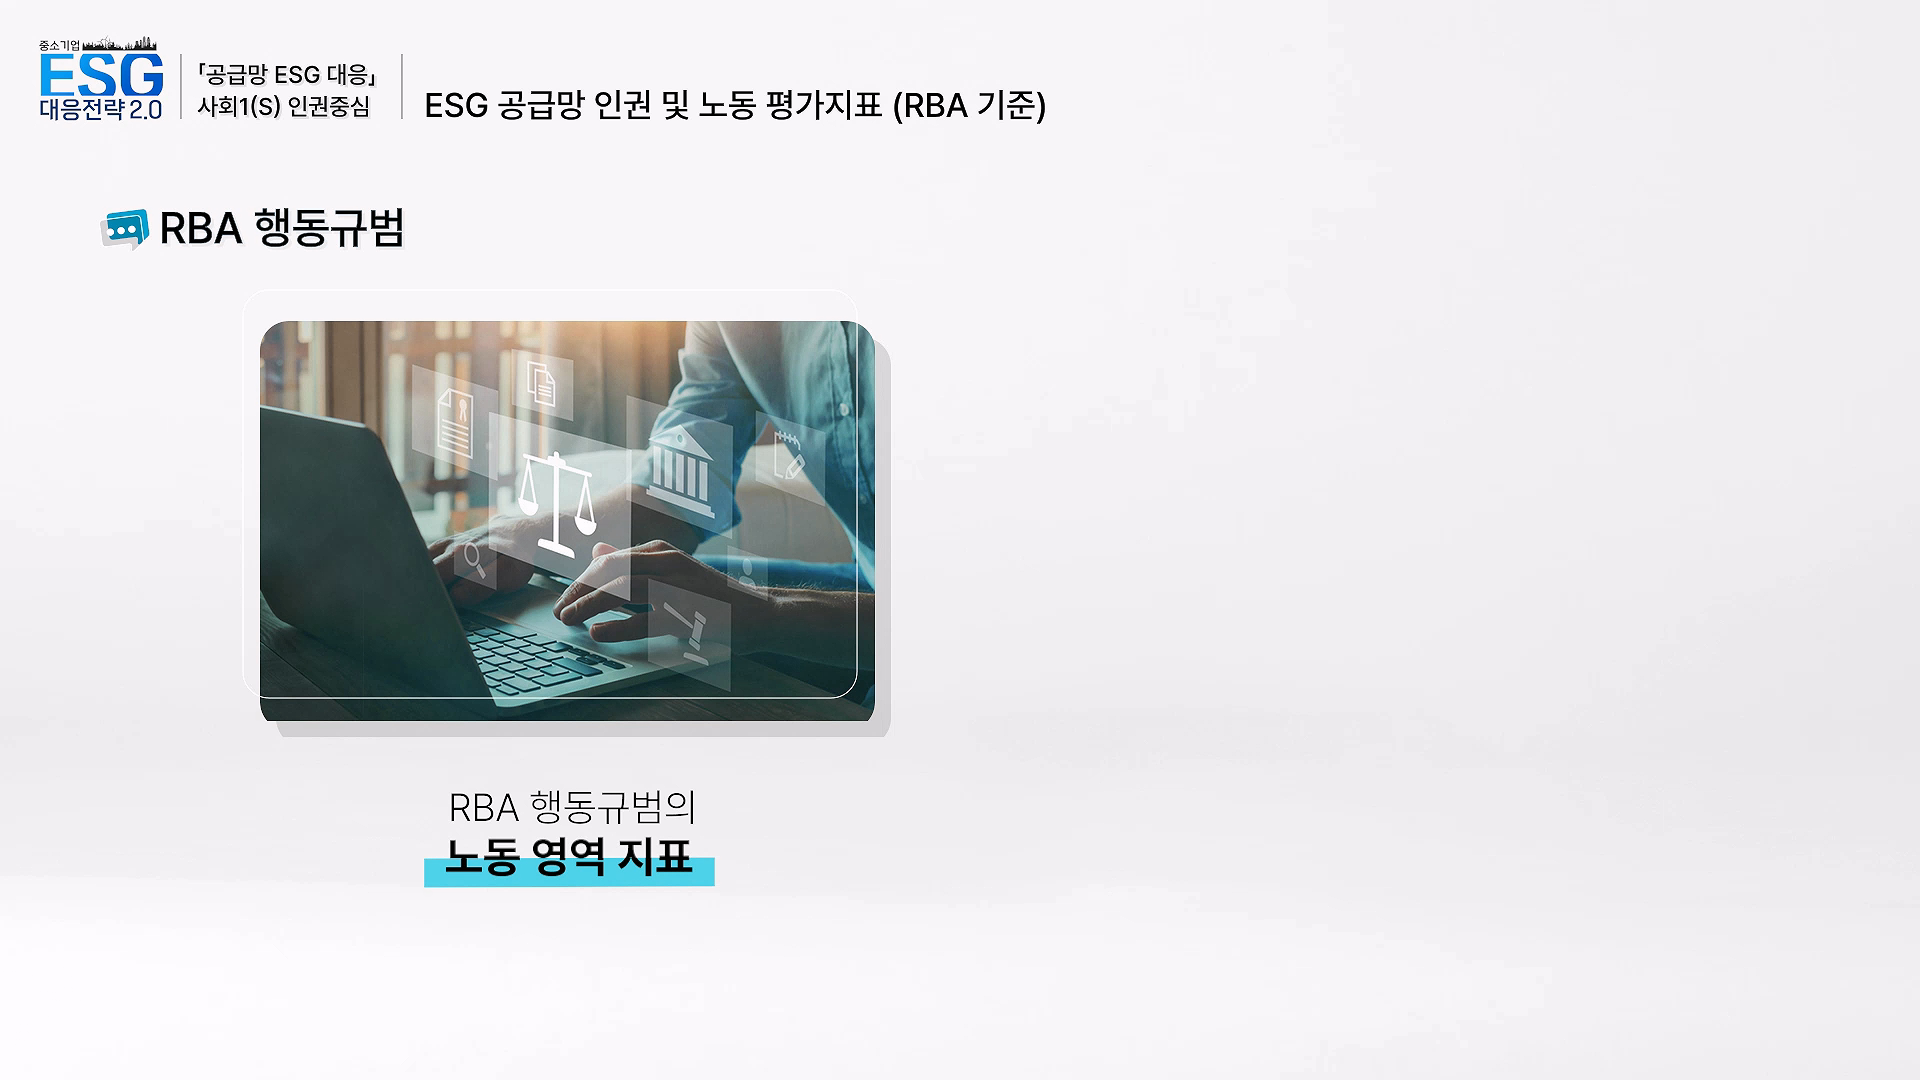 중소기업
ESG
대응전략 2.0
「공급망 ESG 대응」
사회1(S) 인권중심
ESG 공급망 인권 및 노동 평가지표 (RBA 기준)
RBA 행동규범
RBA 행동규범의
노동 영역 지표